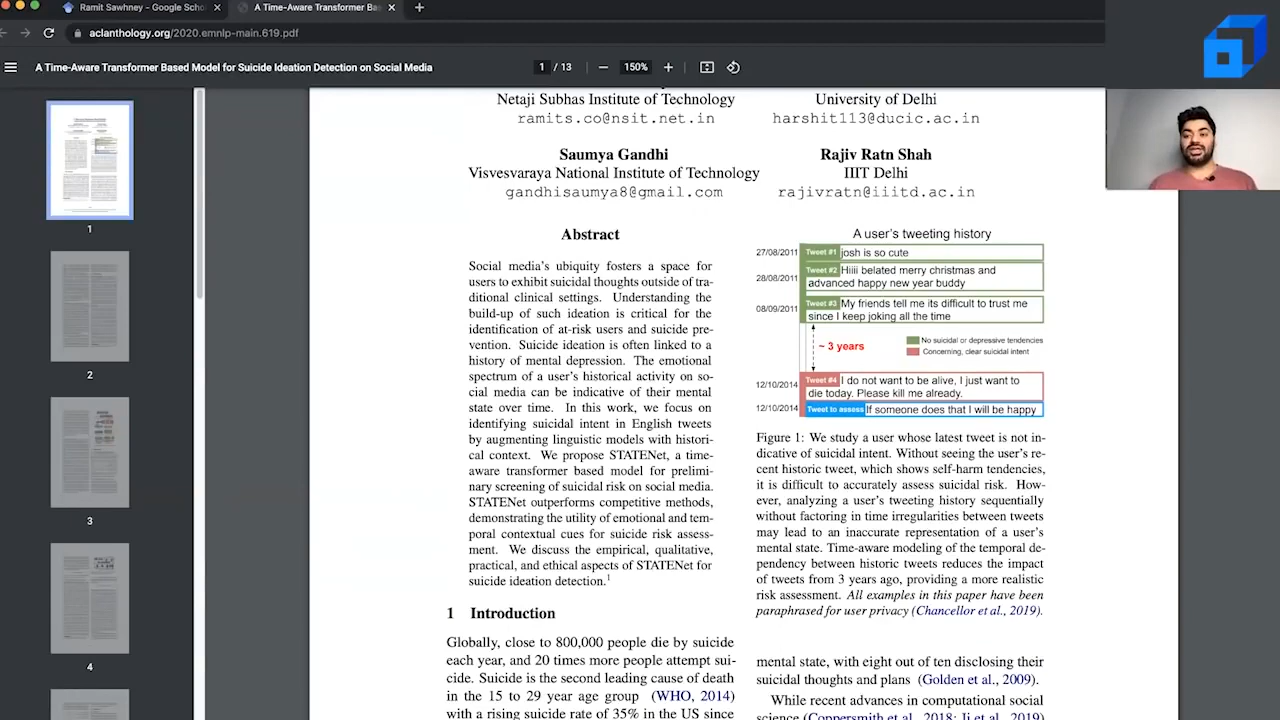 Ramit Sawhney - Google Scho
A Time-Aware Transformer Ba
aclanthology.org/2020.emnlp-main.619.pdf
A Time-Aware Transformer Based Model for Suicide Ideation Detection on Social Media
1 / 13
150%
Netaji Subhas Institute of Technology
ramits.co@nsit.net.in
University of Delhi
harshit113@ducic.ac.in
Saumya Gandhi
Visvesvaraya National Institute of Technology
gandhisaumya8@gmail.com
Rajiv Ratn Shah
IIIT Delhi
rajivratn@iiitd.ac.in
Abstract
Social media's ubiquity fosters a space for
users to exhibit suicidal thoughts outside of tra-
ditional clinical settings. Understanding the
build-up of such ideation is critical for the
identification of at-risk users and suicide pre-
vention. Suicide ideation is often linked to a
history of mental depression. The emotional
spectrum of a user's historical activity on so-
cial media can be indicative of their mental
state over time. In this work, we focus on
identifying suicidal intent in English tweets
by augmenting linguistic models with histori-
cal context. We propose STATENet, a time-
aware transformer based model for prelimi-
nary screening of suicidal risk on social media.
STATENet outperforms competitive methods,
demonstrating the utility of emotional and tem-
poral contextual cues for suicide risk assess-
ment. We discuss the empirical, qualitative,
practical, and ethical aspects of STATENet for
suicide ideation detection.1
1 Introduction
Globally, close to 800,000 people die by suicide
each year, and 20 times more people attempt sui-
cide. Suicide is the second leading cause of death
in the 15 to 29 year age group (WHO, 2014)
with a rising suicide rate of 35% in the US since
A user's tweeting history
27/08/2011 Tweet #1 josh is so cute
28/08/2011 Tweet #2 Hiiii belated merry christmas and
advanced happy new year buddy
08/09/2011 Tweet #3 My friends tell me its difficult to trust me
since I keep joking all the time
~ 3 years
No suicidal or depressive tendencies
Concerning, clear suicidal intent
12/10/2014 Tweet #4 I do not want to be alive, I just want to
die today. Please kill me already.
12/10/2014 Tweet to assess If someone does that I will be happy
Figure 1: We study a user whose latest tweet is not in-
dicative of suicidal intent. Without seeing the user's re-
cent historic tweet, which shows self-harm tendencies,
it is difficult to accurately assess suicidal risk. How-
ever, analyzing a user's tweeting history sequentially
without factoring in time irregularities between tweets
may lead to an inaccurate representation of a user's
mental state. Time-aware modeling of the temporal de-
pendency between historic tweets reduces the impact
of tweets from 3 years ago, providing a more realistic
risk assessment. All examples in this paper have been
paraphrased for user privacy (Chancellor et al., 2019).
mental state, with eight out of ten disclosing their
suicidal thoughts and plans (Golden et al., 2009).
While recent advances in computational social
science (Coppersmith et al., 2018; Ji et al., 2019)
1
2
3
4